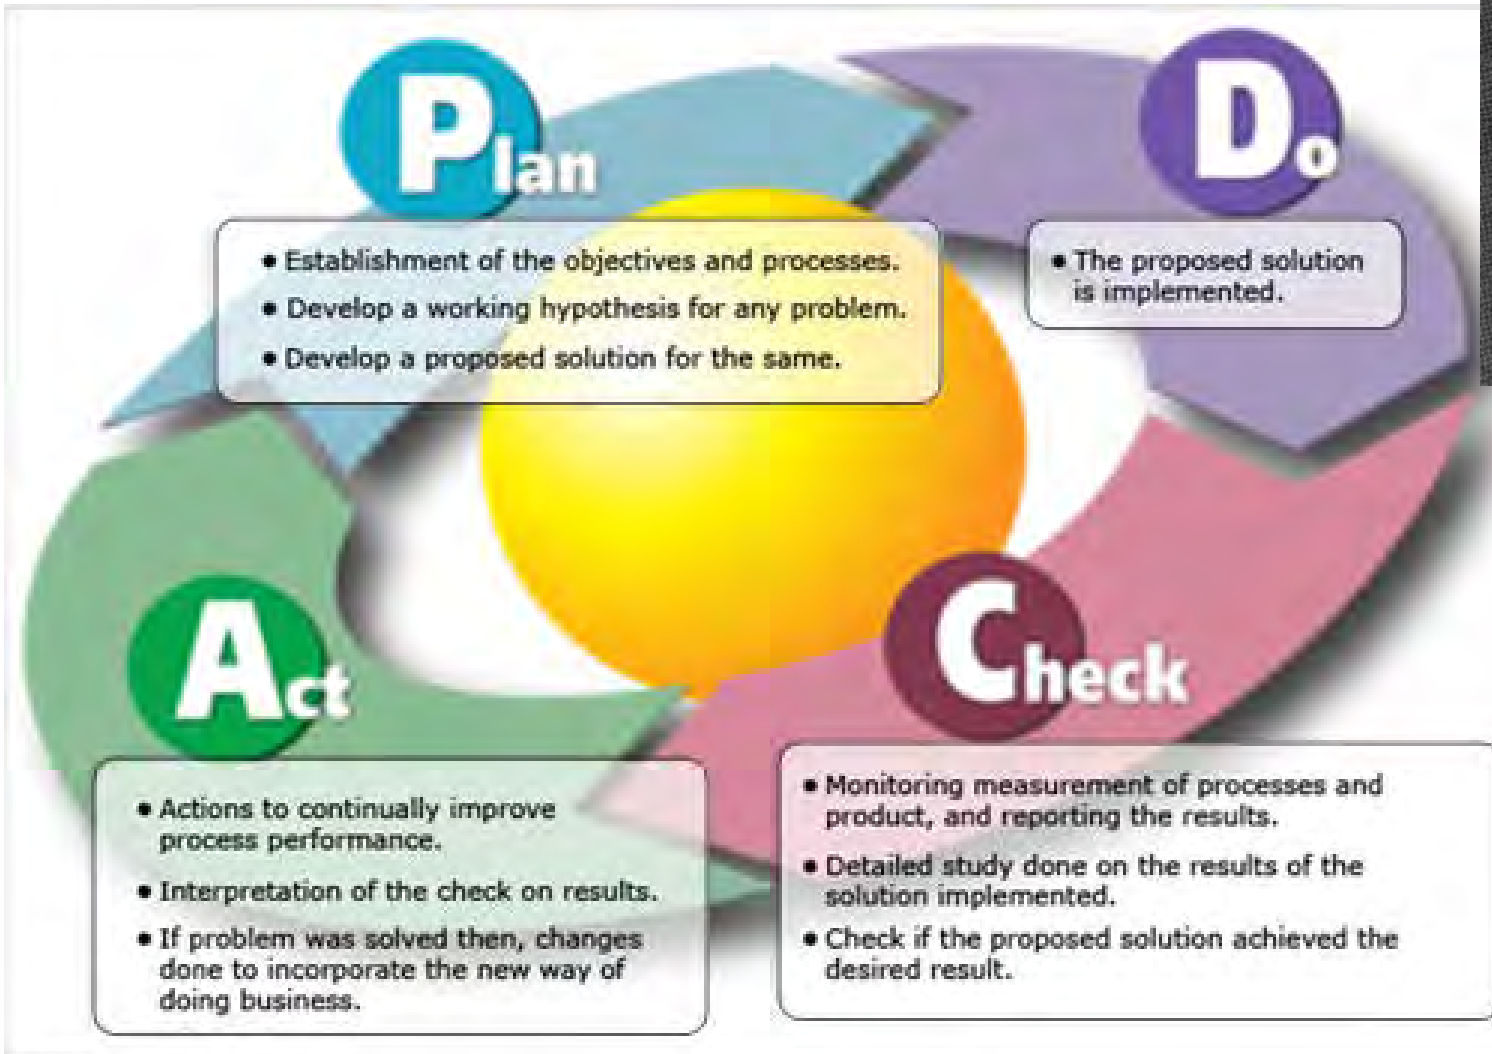 Plan
• Establishment of the objectives and processes.
• Develop a working hypothesis for any problem.
• Develop a proposed solution for the same.
Do
• The proposed solution
is implemented.
Check
• Monitoring measurement of processes and
product, and reporting the results.
• Detailed study done on the results of the
solution implemented.
• Check if the proposed solution achieved the
desired result.
Act
• Actions to continually improve
process performance.
• Interpretation of the check on results.
• If problem was solved then, changes
done to incorporate the new way of
doing business.